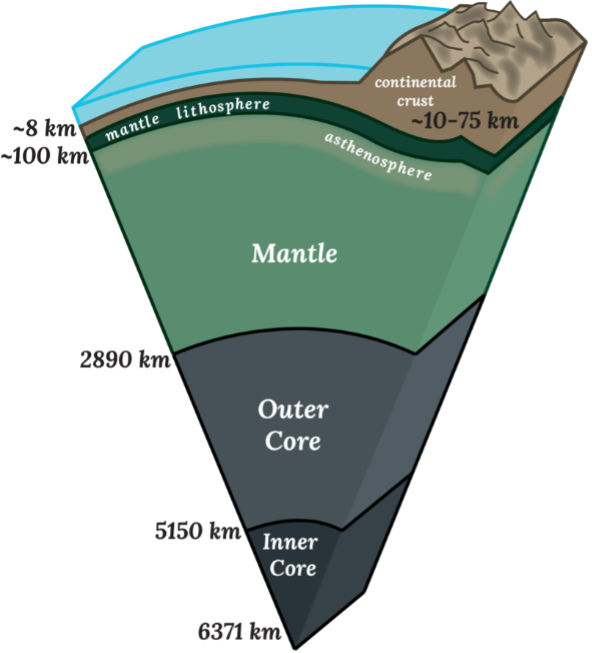 continental
crust
~10-75 km
~8 km
mantle lithosphere
~100 km
asthenosphere
Mantle
2890 km
Outer
Core
5150 km
Inner
Core
6371 km